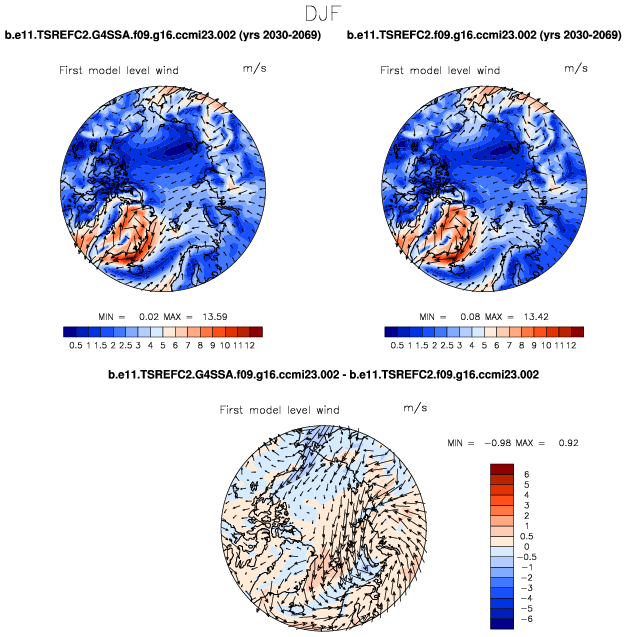 DJF
b.e11.TSREFC2.G4SSA.f09.g16.ccmi23.002 (yrs 2030-2069)
b.e11.TSREFC2.f09.g16.ccmi23.002 (yrs 2030-2069)
First model level wind m/s
First model level wind m/s
MIN = 0.02 MAX = 13.59
MIN = 0.08 MAX = 13.42
0.5 1 1.5 2 2.5 3 4 5 6 7 8 9 10 11 12
0.5 1 1.5 2 2.5 3 4 5 6 7 8 9 10 11 12
b.e11.TSREFC2.G4SSA.f09.g16.ccmi23.002 - b.e11.TSREFC2.f09.g16.ccmi23.002
First model level wind m/s
MIN = -0.98 MAX = 0.92
6
5
4
3
2
1
0.5
0
-0.5
-1
-2
-3
-4
-5
-6